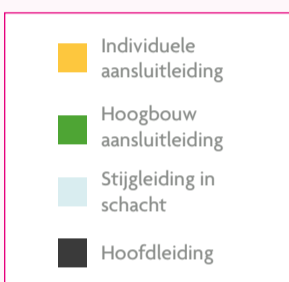 Individuele
aansluitleiding
Hoogbouw
aansluitleiding
Stijgleiding in
schacht
Hoofdleiding